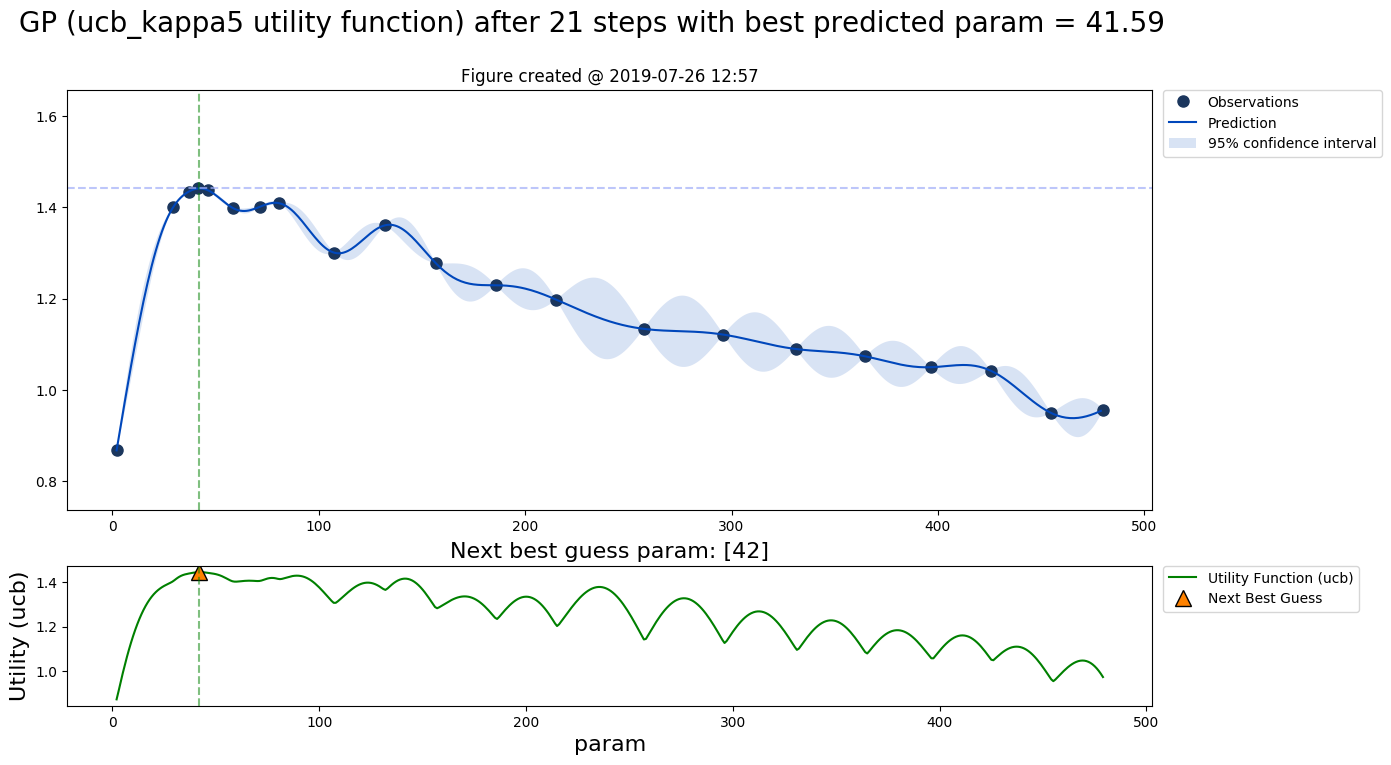 GP (ucb_kappa5 utility function) after 21 steps with best predicted param = 41.59
Figure created @ 2019-07-26 12:57
1.6
1.4
1.2
1.0
0.8
0 100 200 300 400 500
Observations
Prediction
95% confidence interval
Next best guess param: [42]
Utility (ucb)
1.4
1.2
1.0
0 100 200 300 400 500
param
Utility Function (ucb)
Next Best Guess